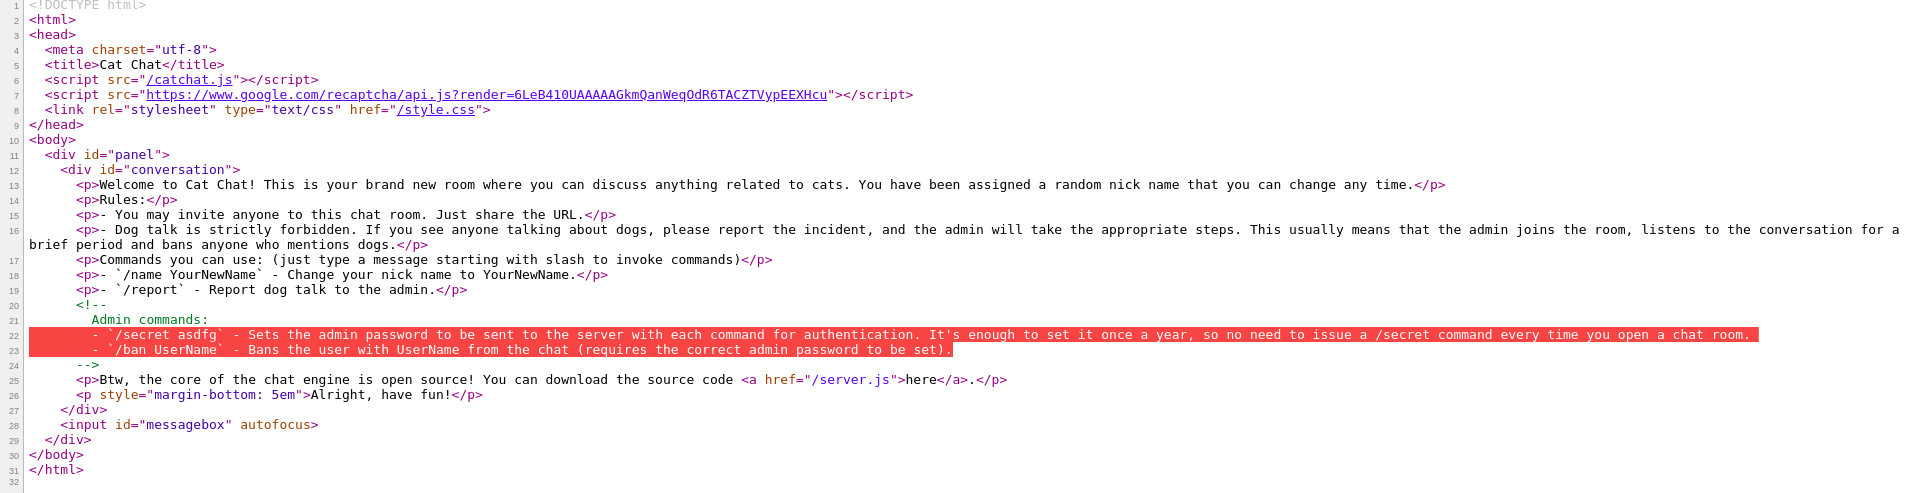 1 <!DOCTYPE html>
2 <html>
3 <head>
4 <meta charset="utf-8">
5 <title>Cat Chat</title>
6 <script src="/catchat.js"></script>
7 <script src="https://www.google.com/recaptcha/api.js?render=6LeB410UAAAAAGkmQanWeqOdR6TACZTVypEEXHcu"></script>
8 <link rel="stylesheet" type="text/css" href="/style.css">
9 </head>
10 <body>
11 <div id="panel">
12 <div id="conversation">
13 <p>Welcome to Cat Chat! This is your brand new room where you can discuss anything related to cats. You have been assigned a random nick name that you can change any time.</p>
14 <p>Rules:</p>
15 <p>- You may invite anyone to this chat room. Just share the URL.</p>
16 <p>- Dog talk is strictly forbidden. If you see anyone talking about dogs, please report the incident, and the admin will take the appropriate steps. This usually means that the admin joins the room, listens to the conversation for a
brief period and bans anyone who mentions dogs.</p>
17 <p>Commands you can use: (just type a message starting with slash to invoke commands)</p>
18 <p>- `/name YourNewName` - Change your nick name to YourNewName.</p>
19 <p>- `/report` - Report dog talk to the admin.</p>
20 <!--
21 Admin commands:
22 - `/secret asdfg` - Sets the admin password to be sent to the server with each command for authentication. It's enough to set it once a year, so no need to issue a /secret command every time you open a chat room.
23 - `/ban UserName` - Bans the user with UserName from the chat (requires the correct admin password to be set).
24 -->
25 <p>Btw, the core of the chat engine is open source! You can download the source code <a href="/server.js">here</a>.</p>
26 <p style="margin-bottom: 5em">Alright, have fun!</p>
27 </div>
28 <input id="messagebox" autofocus>
29 </div>
30 </body>
31 </html>
32